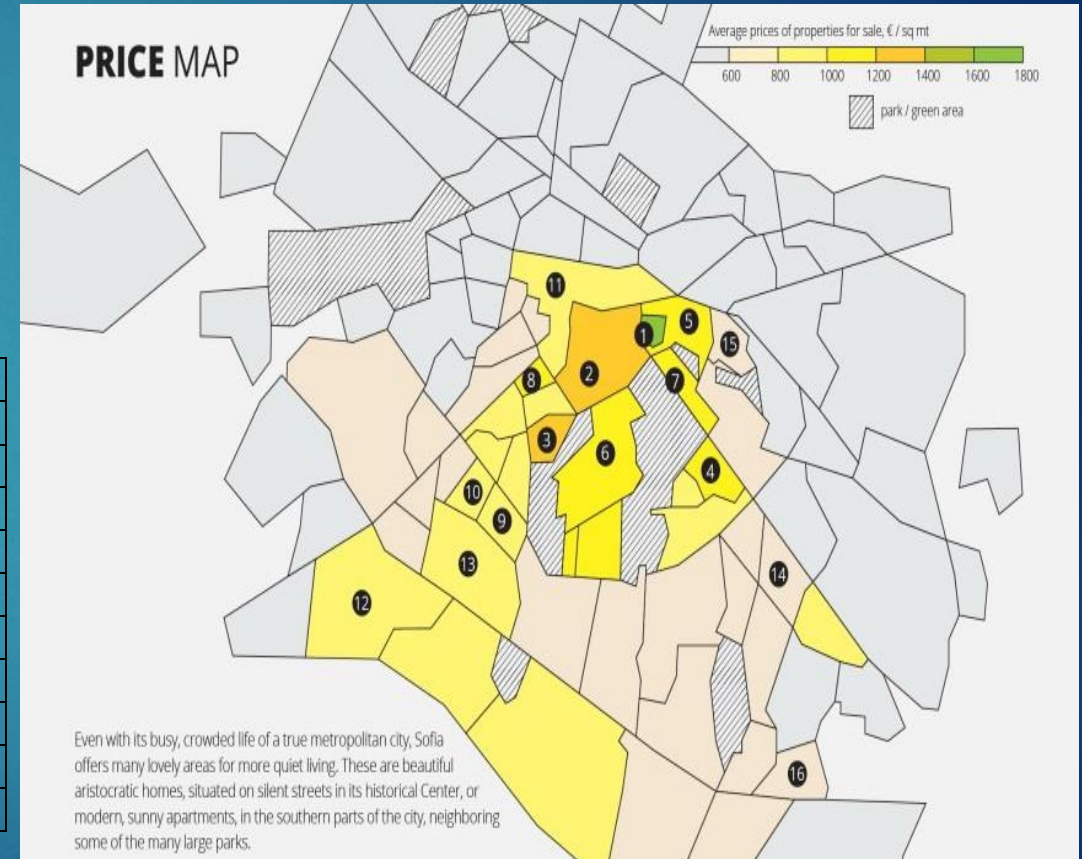 PRICE MAP
Average prices of properties for sale, € / sq mt
600 800 1000 1200 1400 1600 1800
park / green area
11
5
1
15
2
8
7
3
6
4
10
9
13
14
12
16
Even with its busy, crowded life of a true metropolitan city, Sofia
offers many lovely areas for more quiet living. These are beautiful
aristocratic homes, situated on silent streets in its historical Center, or
modern, sunny apartments, in the southern parts of the city, neighboring
some of the many large parks.